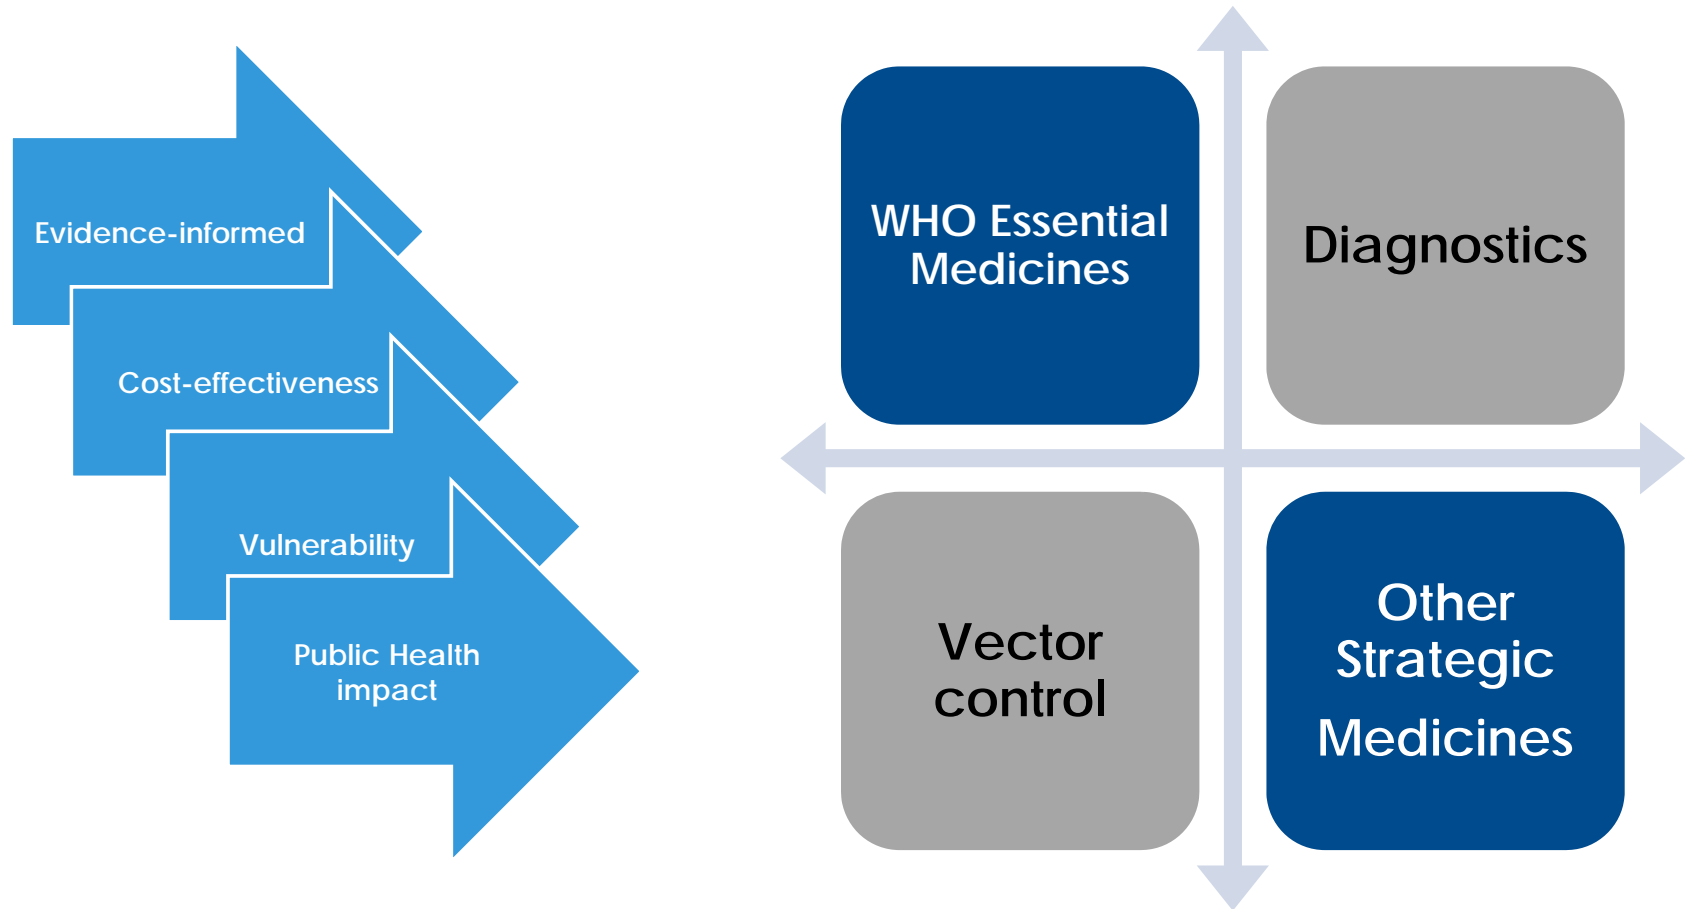 Evidence-informed
Cost-effectiveness
Vulnerability
Public Health
impact
WHO Essential
Medicines
Diagnostics
Vector
control
Other
Strategic
Medicines